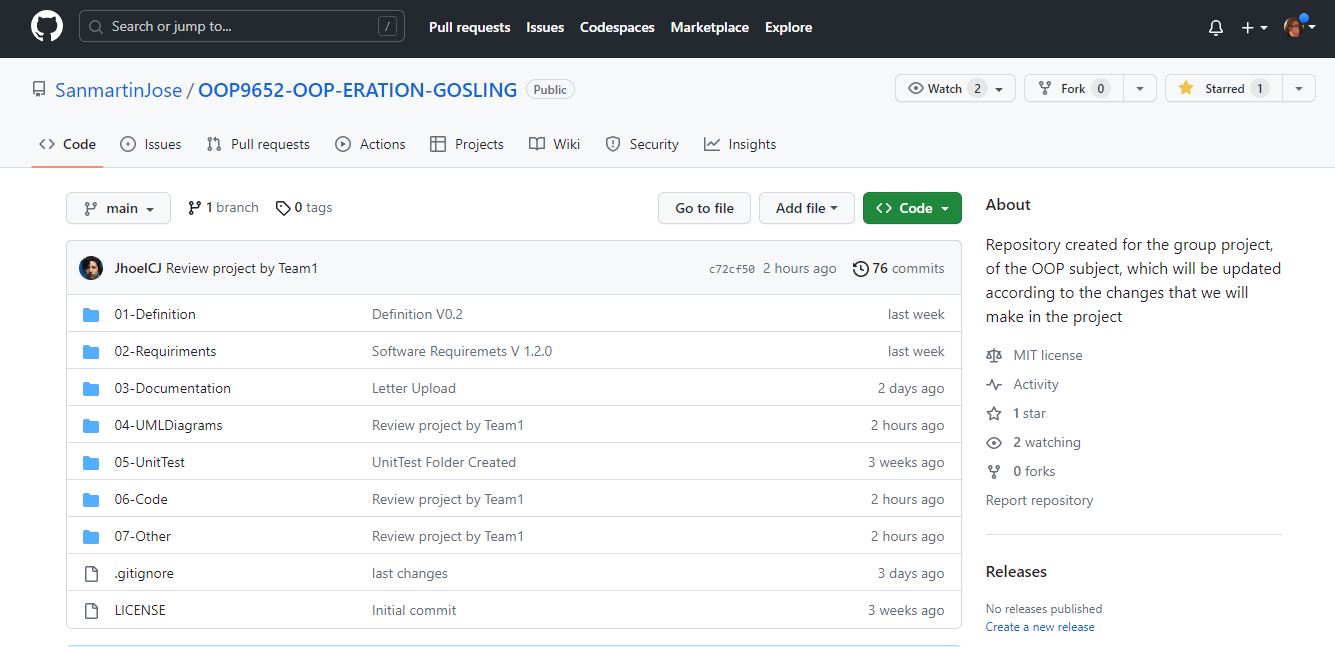 Search or jump to... /
Pull requests Issues Codespaces Marketplace Explore
SanmartinJose / OOP9652-OOP-ERATION-GOSLING Public
Watch 2 Fork 0 Starred 1
Code Issues Pull requests Actions Projects Wiki Security Insights
main 1 branch 0 tags Go to file Add file Code
JhoelCJ Review project by Team1 c72cf50 2 hours ago 76 commits
01-Definition Definition V0.2 last week
02-Requiriments Software Requiremets V 1.2.0 last week
03-Documentation Letter Upload 2 days ago
04-UMLDiagrams Review project by Team1 2 hours ago
05-UnitTest UnitTest Folder Created 3 weeks ago
06-Code Review project by Team1 2 hours ago
07-Other Review project by Team1 2 hours ago
.gitignore last changes 3 days ago
LICENSE Initial commit 3 weeks ago
About
Repository created for the group project,
of the OOP subject, which will be updated
according to the changes that we will
make in the project
MIT license
Activity
1 star
2 watching
0 forks
Report repository
Releases
No releases published
Create a new release